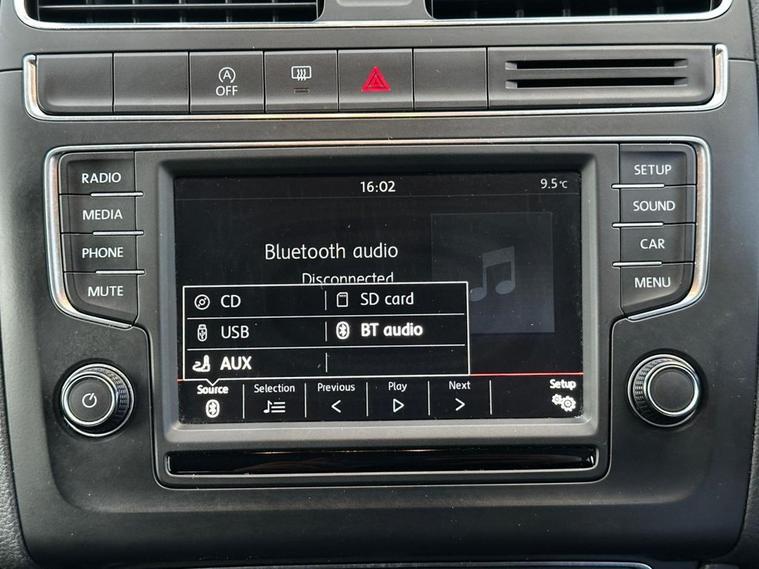 OFF
RADIO
MEDIA
PHONE
MUTE
SETUP
SOUND
CAR
MENU
16:02
9.5°C
Bluetooth audio
Disconnected
CD
SD card
USB
BT audio
AUX
Source
Selection
Previous
Play
Next
Setup